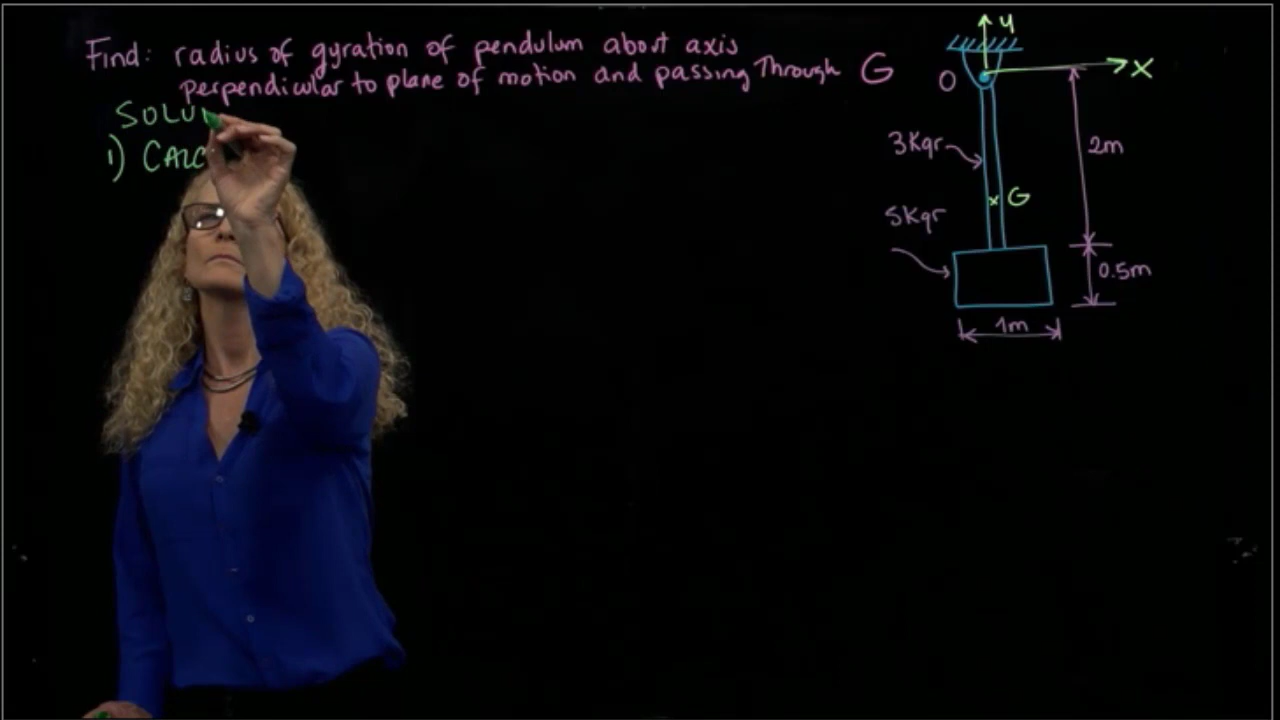 Find: radius of gyration of pendulum about axis
perpendicular to plane of motion and passing Through G
SOLU
1) CALC
y
O
X
3Kgr
2m
G
5Kgr
0.5m
1m